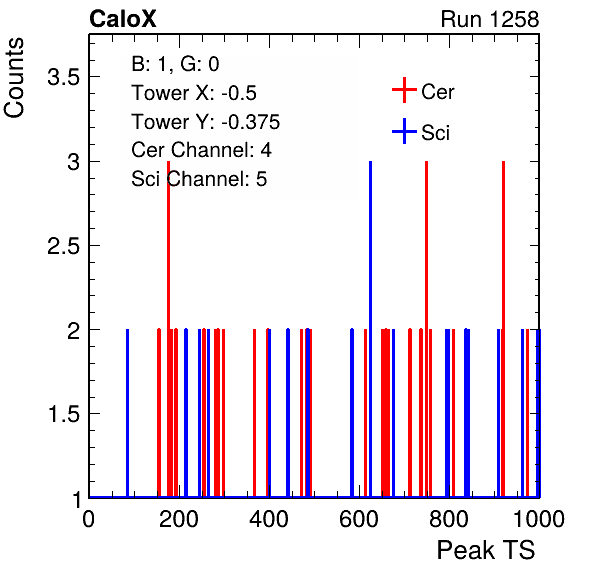 CaloX Run 1258
Counts
B: 1, G: 0
Tower X: -0.5
Tower Y: -0.375
Cer Channel: 4
Sci Channel: 5
Cer
Sci
3.5
3
2.5
2
1.5
1
0 200 400 600 800 1000
Peak TS